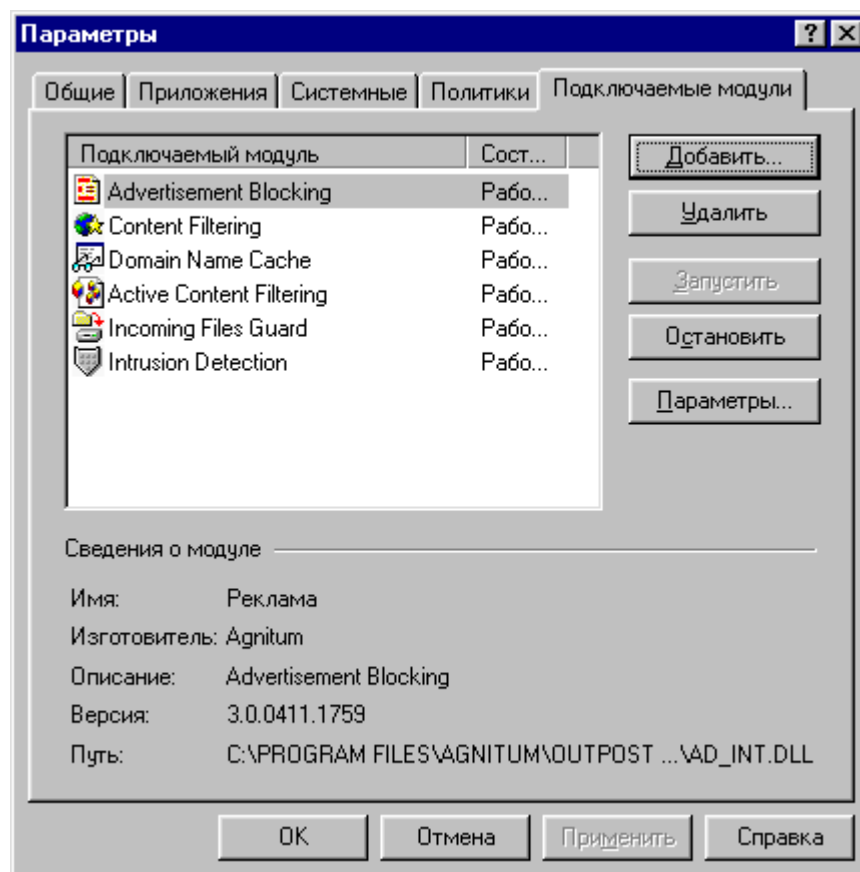 Параметры
Общие Приложения Системные Политики Подключаемые модули
Подключаемый модуль Сост...
Advertisement Blocking Рабо...
Content Filtering Рабо...
Domain Name Cache Рабо...
Active Content Filtering Рабо...
Incoming Files Guard Рабо...
Intrusion Detection Рабо...
Добавить...
Удалить
Запустить
Остановить
Параметры...
Сведения о модуле
Имя: Реклама
Изготовитель: Agnitum
Описание: Advertisement Blocking
Версия: 3.0.0411.1759
Путь: C:\PROGRAM FILES\AGNITUM\OUTPOST ...\AD_INT.DLL
OK Отмена Применить Справка